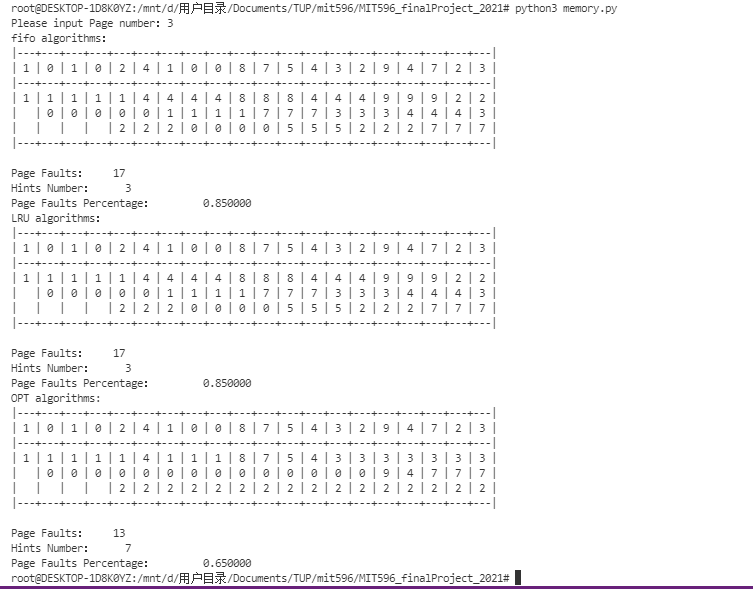 root@DESKTOP-1D8K0YZ:/mnt/d/用户目录/Documents/TUP/mit596/MIT596_finalProject_2021# python3 memory.py
Please input Page number: 3
fifo algorithms:
|---+---+---+---+---+---+---+---+---+---+---+---+---+---+---+---+---+---+---+---|
| 1 | 0 | 1 | 0 | 2 | 4 | 1 | 0 | 0 | 8 | 7 | 5 | 4 | 3 | 2 | 9 | 4 | 7 | 2 | 3 |
|---+---+---+---+---+---+---+---+---+---+---+---+---+---+---+---+---+---+---+---|
| 1 | 1 | 1 | 1 | 1 | 4 | 4 | 4 | 4 | 8 | 8 | 8 | 4 | 4 | 4 | 9 | 9 | 9 | 2 | 2 |
|   | 0 | 0 | 0 | 0 | 0 | 1 | 1 | 1 | 1 | 7 | 7 | 7 | 3 | 3 | 3 | 4 | 4 | 4 | 3 |
|   |   |   |   | 2 | 2 | 2 | 0 | 0 | 0 | 0 | 5 | 5 | 5 | 2 | 2 | 2 | 7 | 7 | 7 |
|---+---+---+---+---+---+---+---+---+---+---+---+---+---+---+---+---+---+---+---|
Page Faults:     17
Hints Number:      3
Page Faults Percentage:         0.850000
LRU algorithms:
|---+---+---+---+---+---+---+---+---+---+---+---+---+---+---+---+---+---+---+---|
| 1 | 0 | 1 | 0 | 2 | 4 | 1 | 0 | 0 | 8 | 7 | 5 | 4 | 3 | 2 | 9 | 4 | 7 | 2 | 3 |
|---+---+---+---+---+---+---+---+---+---+---+---+---+---+---+---+---+---+---+---|
| 1 | 1 | 1 | 1 | 1 | 4 | 4 | 4 | 4 | 8 | 8 | 8 | 4 | 4 | 4 | 9 | 9 | 9 | 2 | 2 |
|   | 0 | 0 | 0 | 0 | 0 | 1 | 1 | 1 | 1 | 7 | 7 | 7 | 3 | 3 | 3 | 4 | 4 | 4 | 3 |
|   |   |   |   | 2 | 2 | 2 | 0 | 0 | 0 | 0 | 5 | 5 | 5 | 2 | 2 | 2 | 7 | 7 | 7 |
|---+---+---+---+---+---+---+---+---+---+---+---+---+---+---+---+---+---+---+---|
Page Faults:     17
Hints Number:      3
Page Faults Percentage:         0.850000
OPT algorithms:
|---+---+---+---+---+---+---+---+---+---+---+---+---+---+---+---+---+---+---+---|
| 1 | 0 | 1 | 0 | 2 | 4 | 1 | 0 | 0 | 8 | 7 | 5 | 4 | 3 | 2 | 9 | 4 | 7 | 2 | 3 |
|---+---+---+---+---+---+---+---+---+---+---+---+---+---+---+---+---+---+---+---|
| 1 | 1 | 1 | 1 | 1 | 4 | 1 | 1 | 1 | 8 | 7 | 5 | 4 | 3 | 3 | 3 | 3 | 3 | 3 | 3 |
|   | 0 | 0 | 0 | 0 | 0 | 0 | 0 | 0 | 0 | 0 | 0 | 0 | 0 | 0 | 9 | 4 | 7 | 7 | 7 |
|   |   |   |   | 2 | 2 | 2 | 2 | 2 | 2 | 2 | 2 | 2 | 2 | 2 | 2 | 2 | 2 | 2 | 2 |
|---+---+---+---+---+---+---+---+---+---+---+---+---+---+---+---+---+---+---+---|
Page Faults:     13
Hints Number:      7
Page Faults Percentage:         0.650000
root@DESKTOP-1D8K0YZ:/mnt/d/用户目录/Documents/TUP/mit596/MIT596_finalProject_2021#